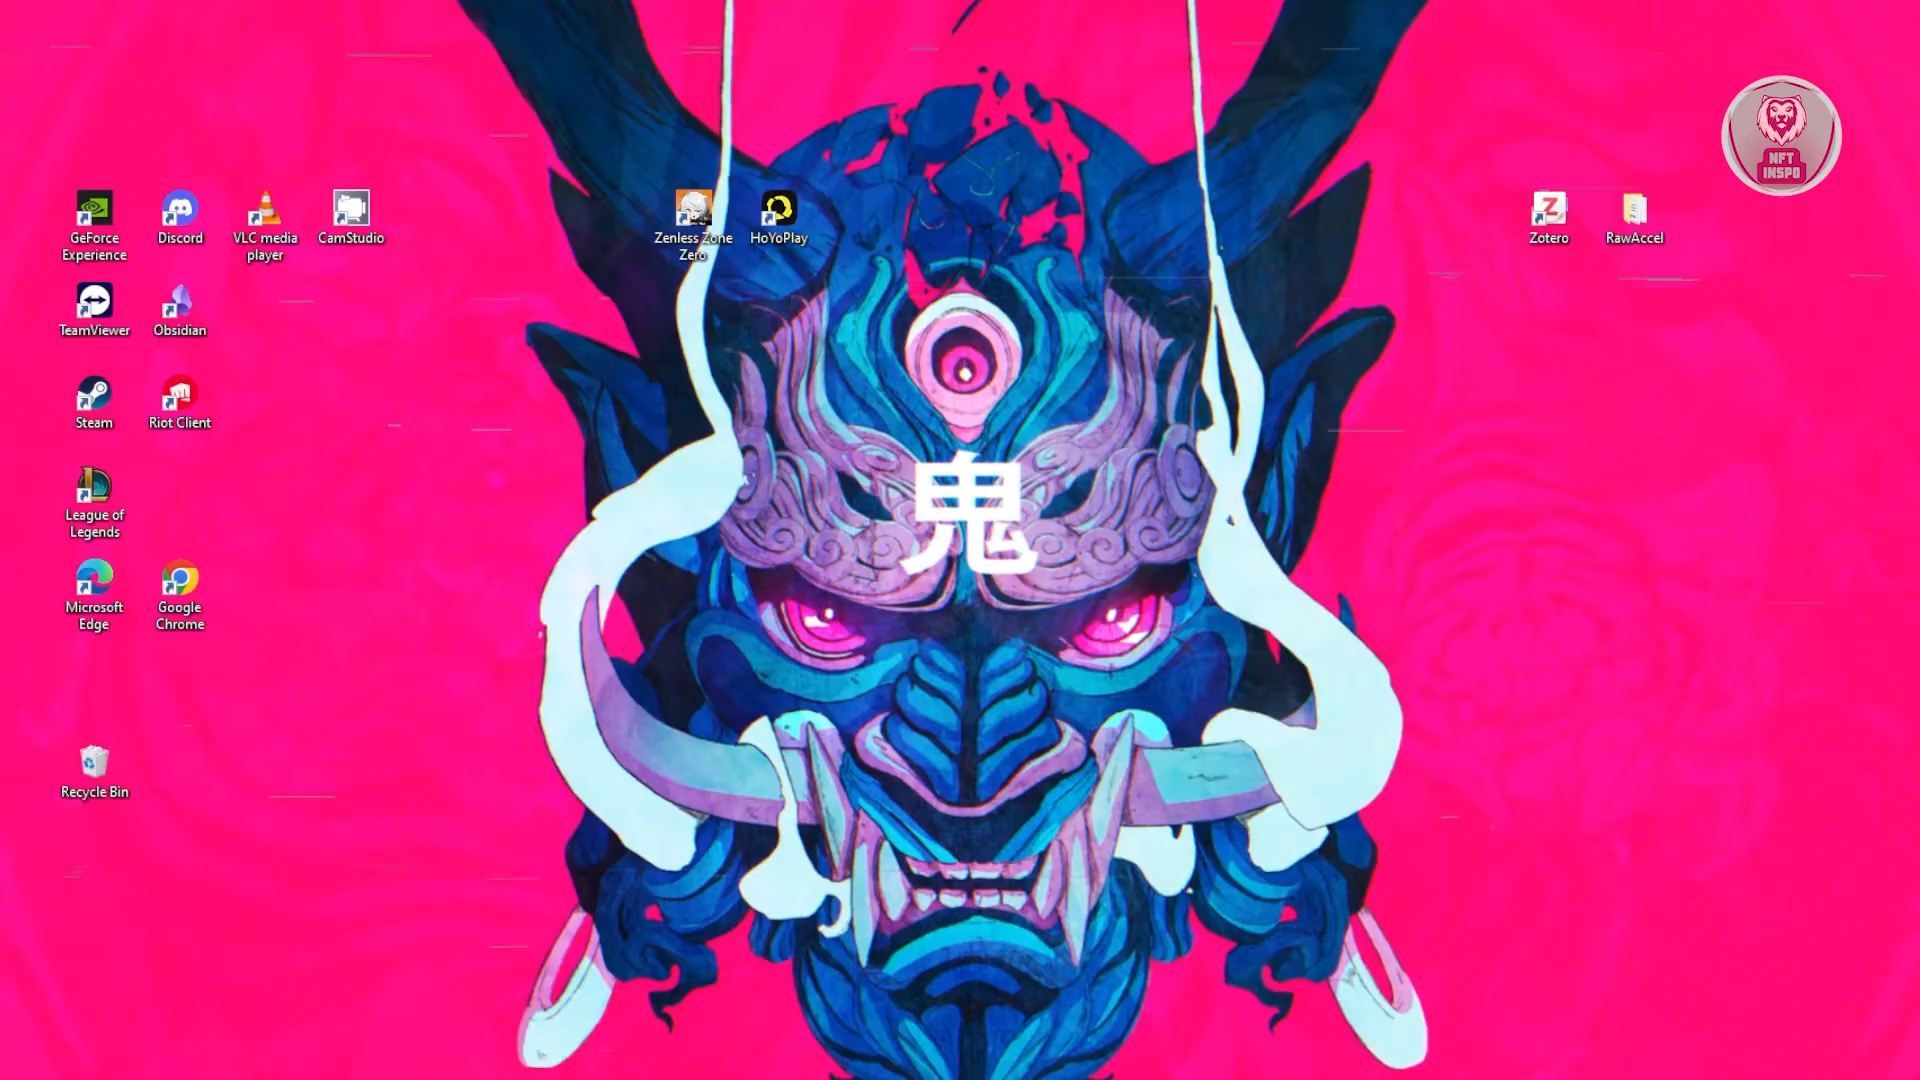 NFT
INSPO
GeForce
Experience
Discord
VLC media
player
CamStudio
Zenless Zone
Zero
HoYoPlay
Zotero
RawAccel
TeamViewer
Obsidian
Steam
Riot Client
鬼
League of
Legends
Microsoft
Edge
Google
Chrome
Recycle Bin